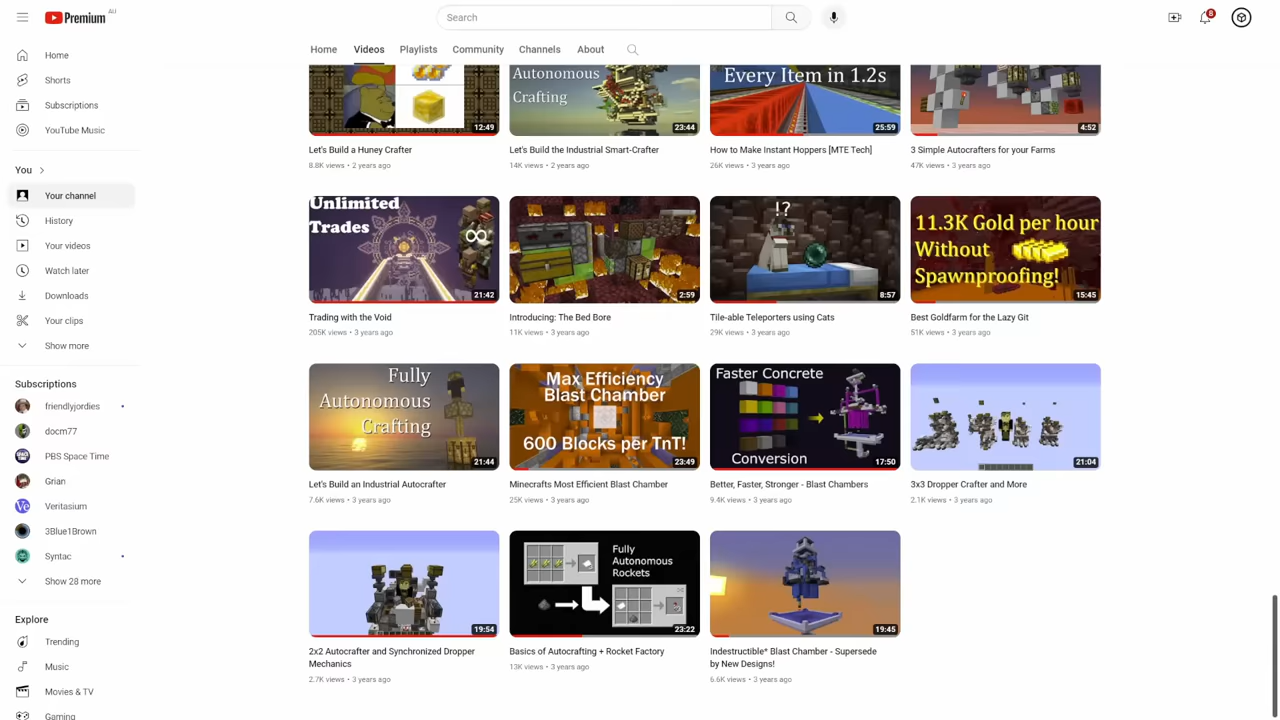 Premium AU
Search
8
Home
Videos
Playlists
Community
Channels
About
Home
Shorts
Subscriptions
YouTube Music
You
Your channel
History
Your videos
Watch later
Downloads
Your clips
Show more
Subscriptions
friendlyjordies
docm77
PBS Space Time
Grian
Veritasium
3Blue1Brown
Syntac
Show 28 more
Explore
Trending
Music
Movies & TV
Gaming
12:49
Let's Build a Huney Crafter
8.8K views • 2 years ago
Autonomous
Crafting
23:44
Let's Build the Industrial Smart-Crafter
14K views • 2 years ago
Every Item in 1.2s
25:59
How to Make Instant Hoppers [MTE Tech]
26K views • 3 years ago
4:52
3 Simple Autocrafters for your Farms
47K views • 3 years ago
Unlimited
Trades
∞
21:42
Trading with the Void
205K views • 3 years ago
2:59
Introducing: The Bed Bore
11K views • 3 years ago
!?
8:57
Tile-able Teleporters using Cats
29K views • 3 years ago
11.3K Gold per hour
Without
Spawnproofing!
15:45
Best Goldfarm for the Lazy Git
51K views • 3 years ago
Fully
Autonomous
Crafting
21:44
Let's Build an Industrial Autocrafter
7.6K views • 3 years ago
Max Efficiency
Blast Chamber
600 Blocks per TnT!
23:49
Minecrafts Most Efficient Blast Chamber
25K views • 3 years ago
Faster Concrete
Conversion
17:50
Better, Faster, Stronger - Blast Chambers
9.4K views • 3 years ago
21:04
3x3 Dropper Crafter and More
2.1K views • 3 years ago
19:54
2x2 Autocrafter and Synchronized Dropper
Mechanics
2.7K views • 3 years ago
Fully
Autonomous
Rockets
23:22
Basics of Autocrafting + Rocket Factory
13K views • 3 years ago
19:45
Indestructible* Blast Chamber - Supersede
by New Designs!
6.6K views • 3 years ago